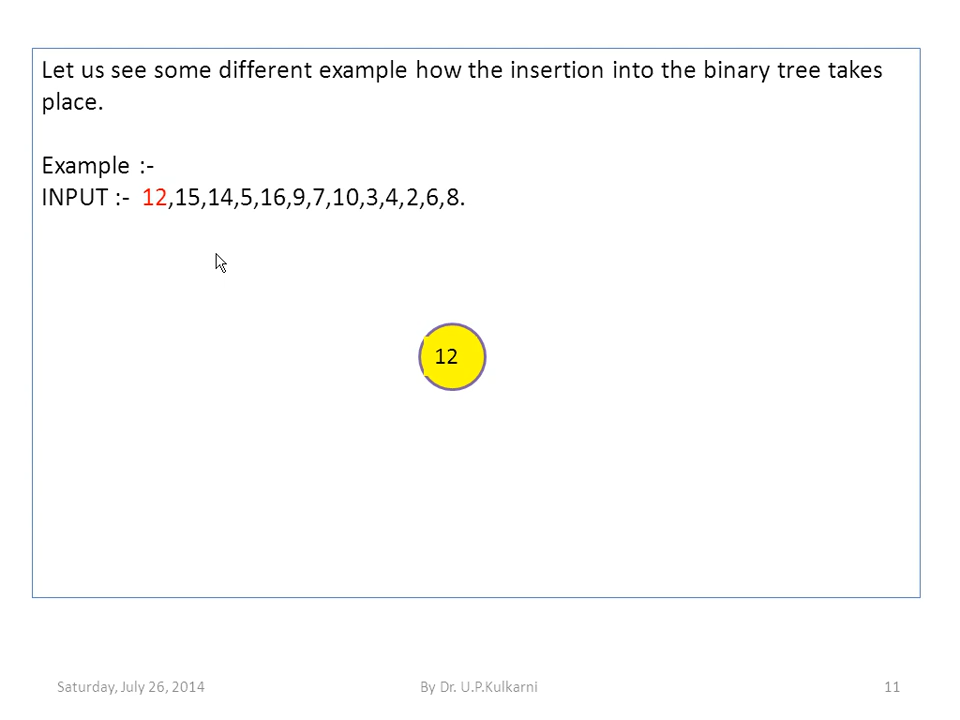 Let us see some different example how the insertion into the binary tree takes
place.
Example :-
INPUT :- 12,15,14,5,16,9,7,10,3,4,2,6,8.
12
Saturday, July 26, 2014
By Dr. U.P.Kulkarni
11